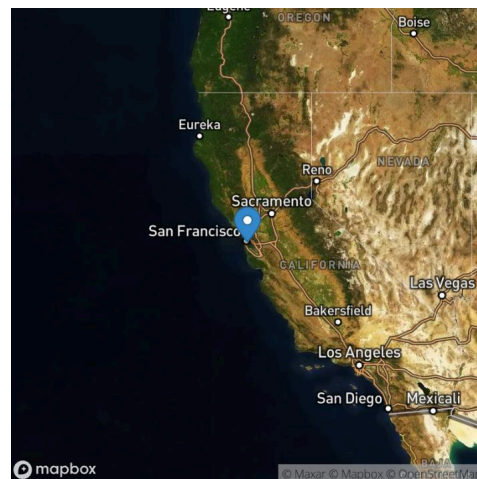 Eugene
OREGON
Boise
Eureka
NEVADA
Reno
Sacramento
San Francisco
CALIFORNIA
Las Vegas
Bakersfield
Los Angeles
San Diego
Mexicali
BAJA
mapbox
© Maxar © Mapbox © OpenStreetMap